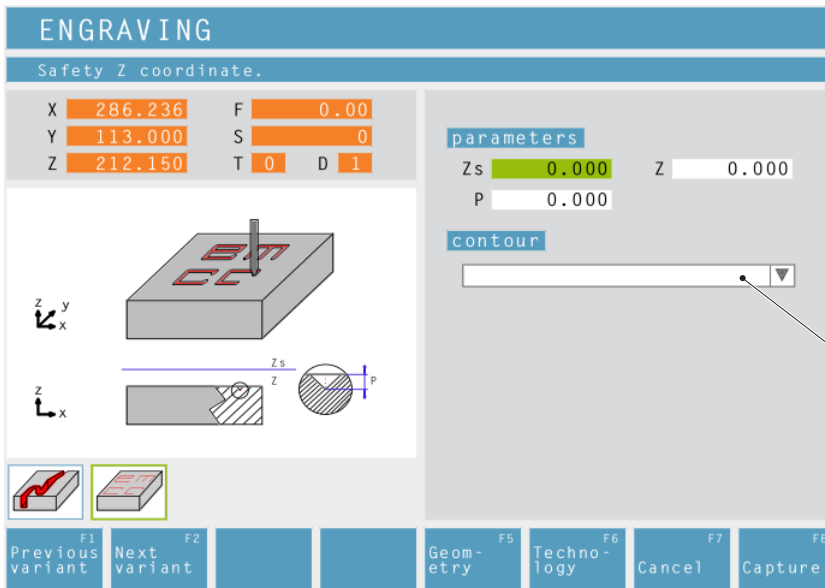 ENGRAVING
Safety Z coordinate.
X 286.236 F 0.00
Y 113.000 S 0
Z 212.150 T 0 D 1
parameters
Zs 0.000 Z 0.000
P 0.000
contour
z
y
x
Zs
Z
P
z
x
F1
Previous
variant
F2
Next
variant
F5
Geom-
etry
F6
Techno-
logy
F7
Cancel
F8
Capture